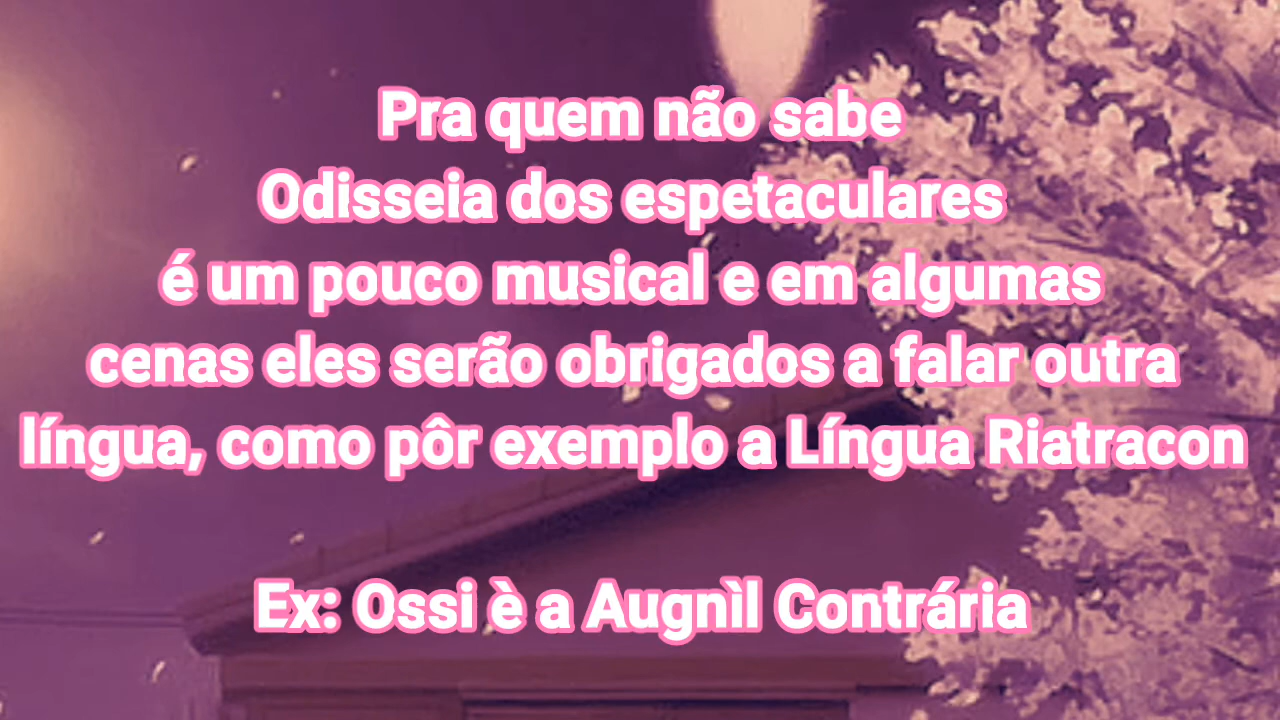 Pra quem não sabe
Odisseia dos espetaculares
é um pouco musical e em algumas
cenas eles serão obrigados a falar outra
língua, como pôr exemplo a Língua Riatracon
Ex: Ossi è a Augnìl Contrária